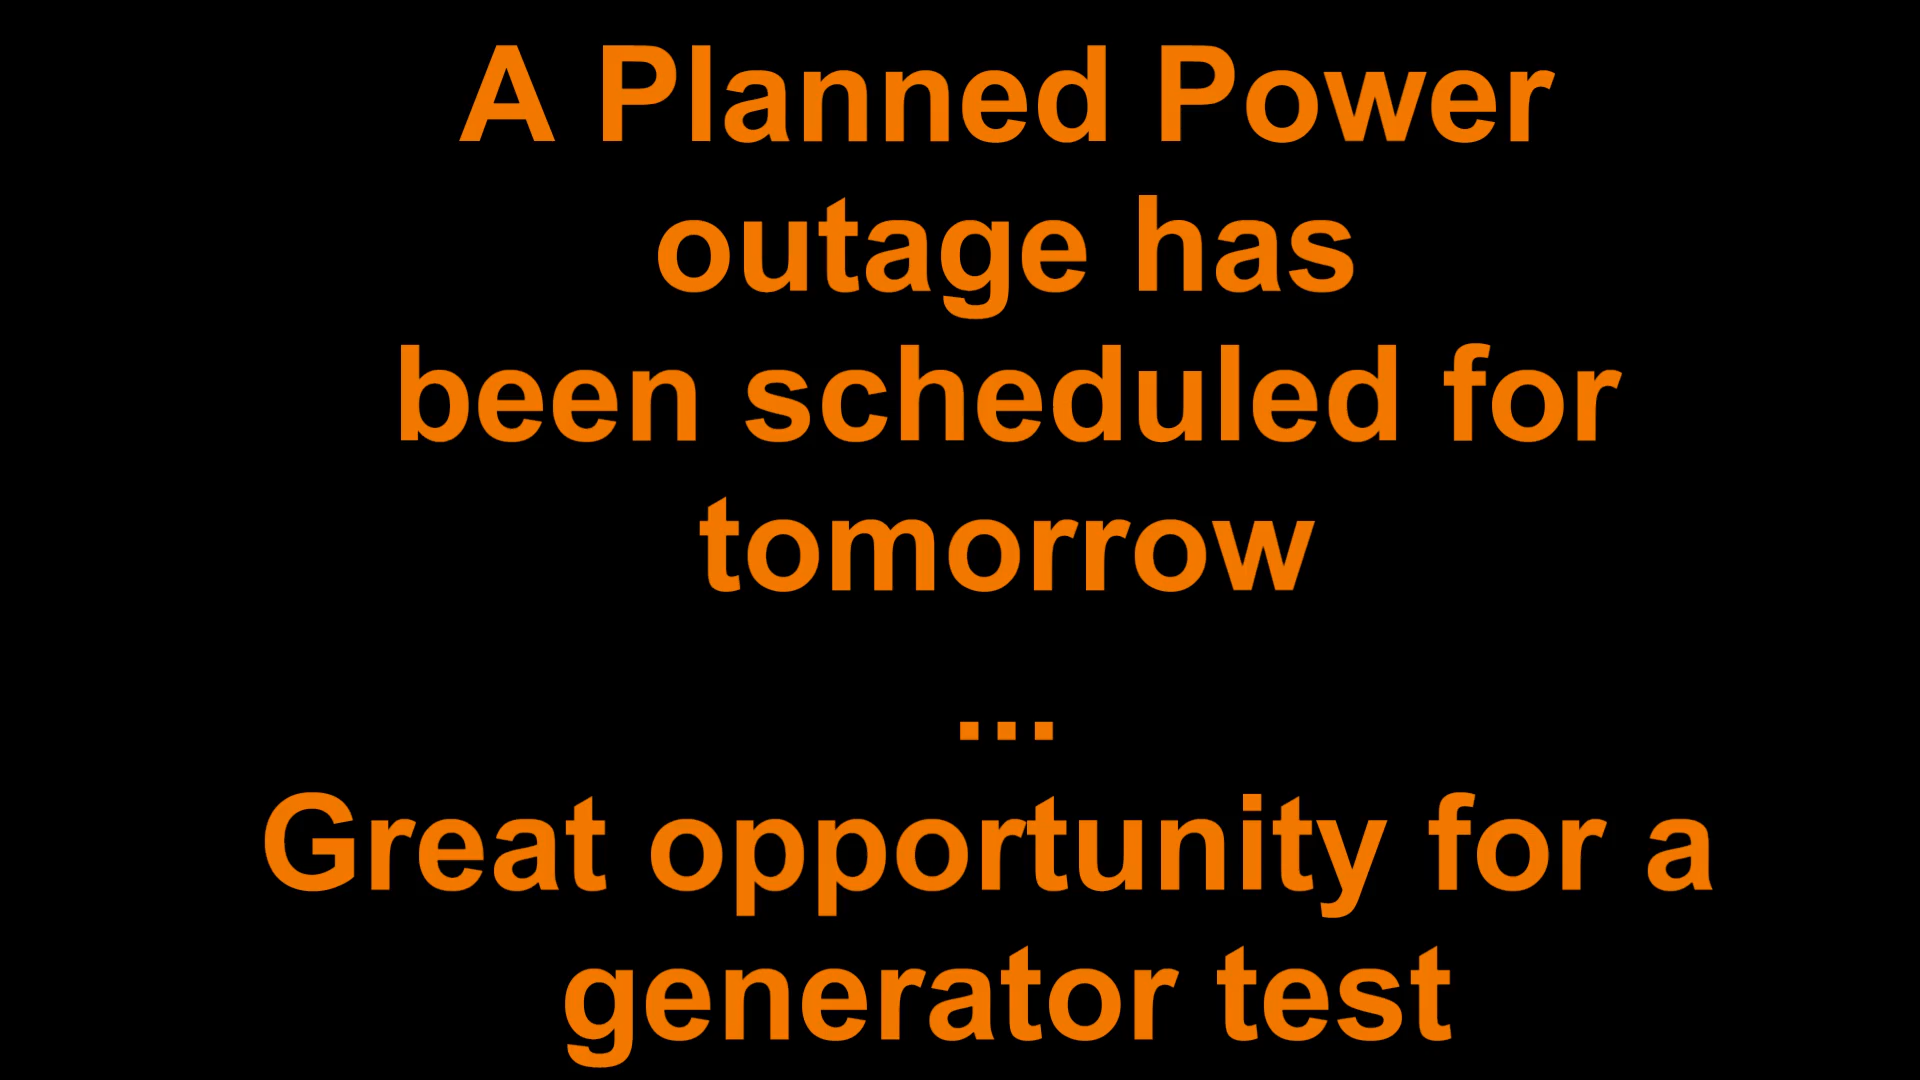 A Planned Power
outage has
been scheduled for
tomorrow
...
Great opportunity for a
generator test